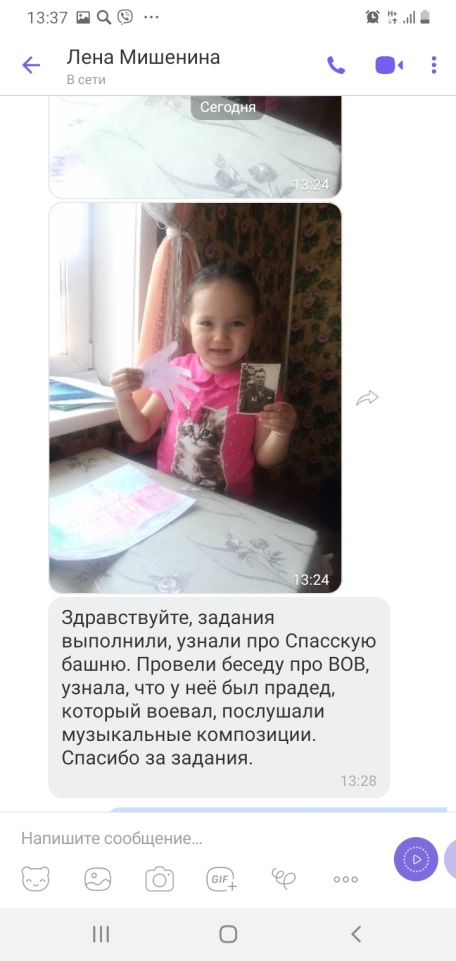 13:37
Лена Мишенина
В сети
Сегодня
13:24
13:24
Здравствуйте, задания
выполнили, узнали про Спасскую
башню. Провели беседу про ВОВ,
узнала, что у неё был прадед,
который воевал, послушали
музыкальные композиции.
Спасибо за задания.
13:28
Напишите сообщение...
GIF